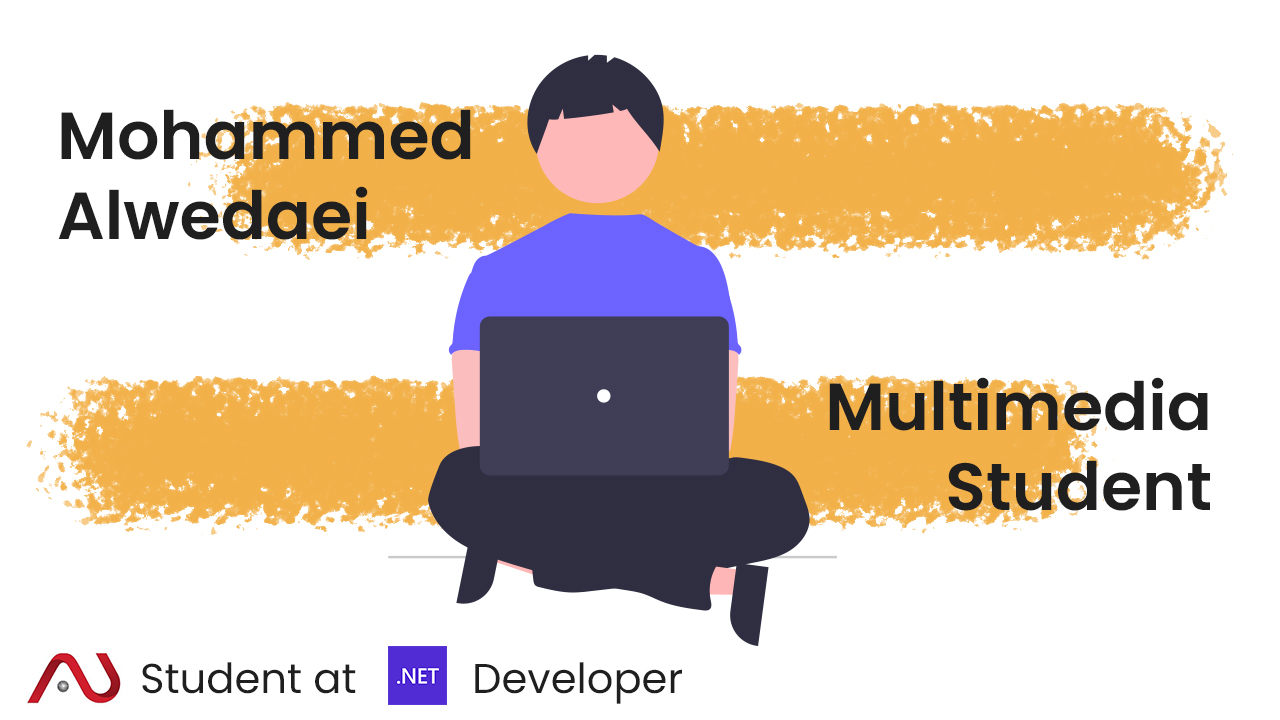 Mohammed
Alwedaei
Multimedia
Student
Student at .NET Developer